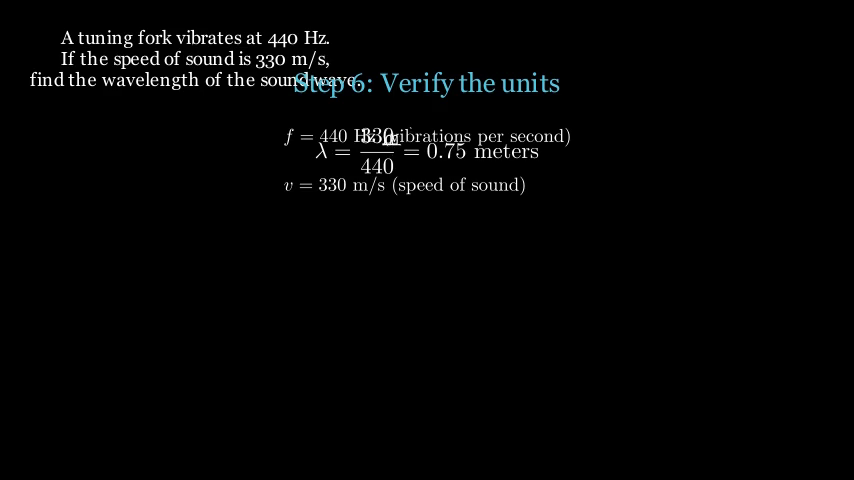 A tuning fork vibrates at 440 Hz.
If the speed of sound is 330 m/s,
find the wavelength of the sound wave.
Step 6: Verify the units
f = 440 Hz (vibrations per second)
λ = 330/440 = 0.75 meters
v = 330 m/s (speed of sound)